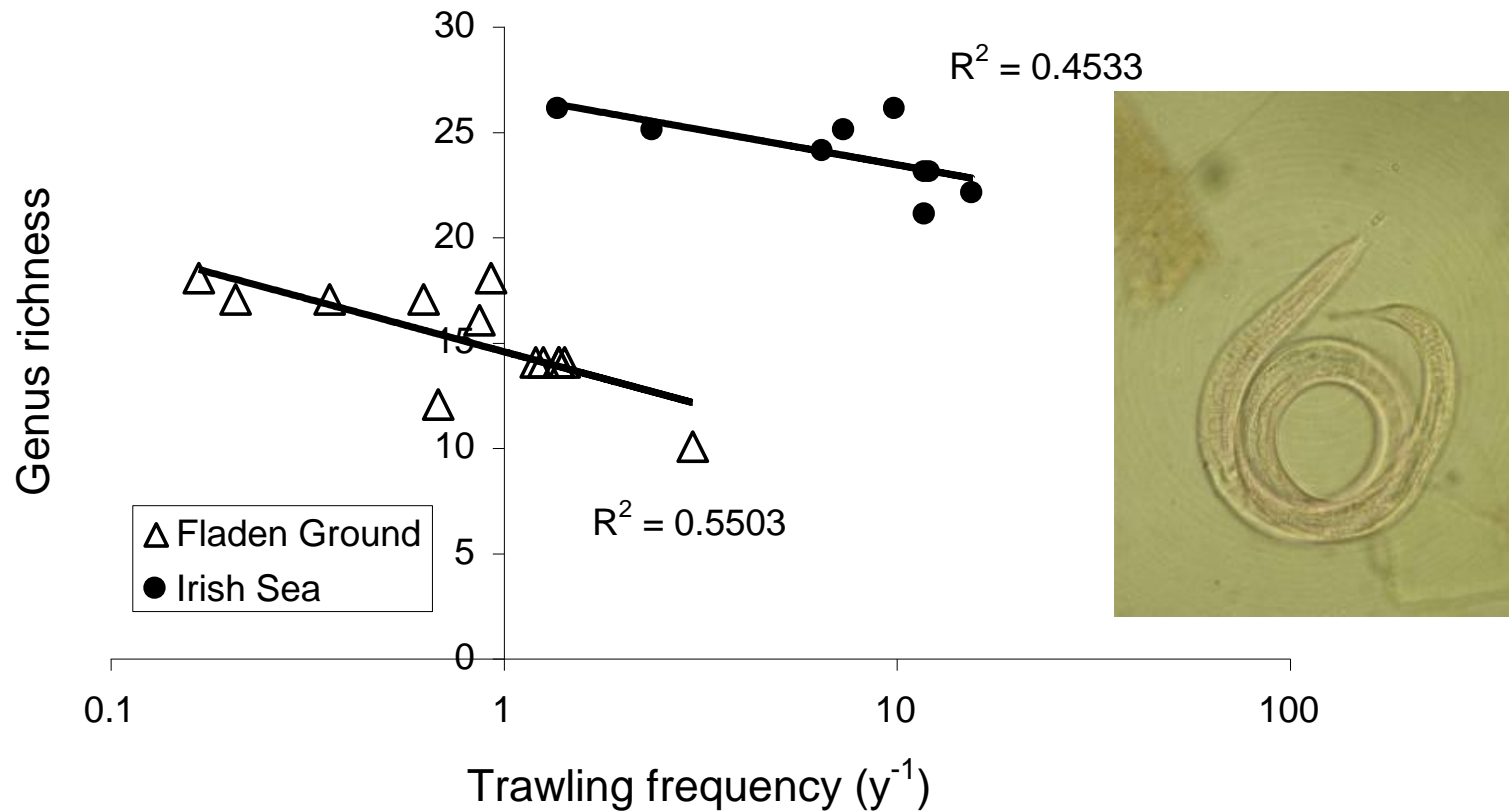 30
25
20
15
10
5
0
Genus richness
R² = 0.4533
R² = 0.5503
Fladen Ground
Irish Sea
0.1 1 10 100
Trawling frequency (y⁻¹)